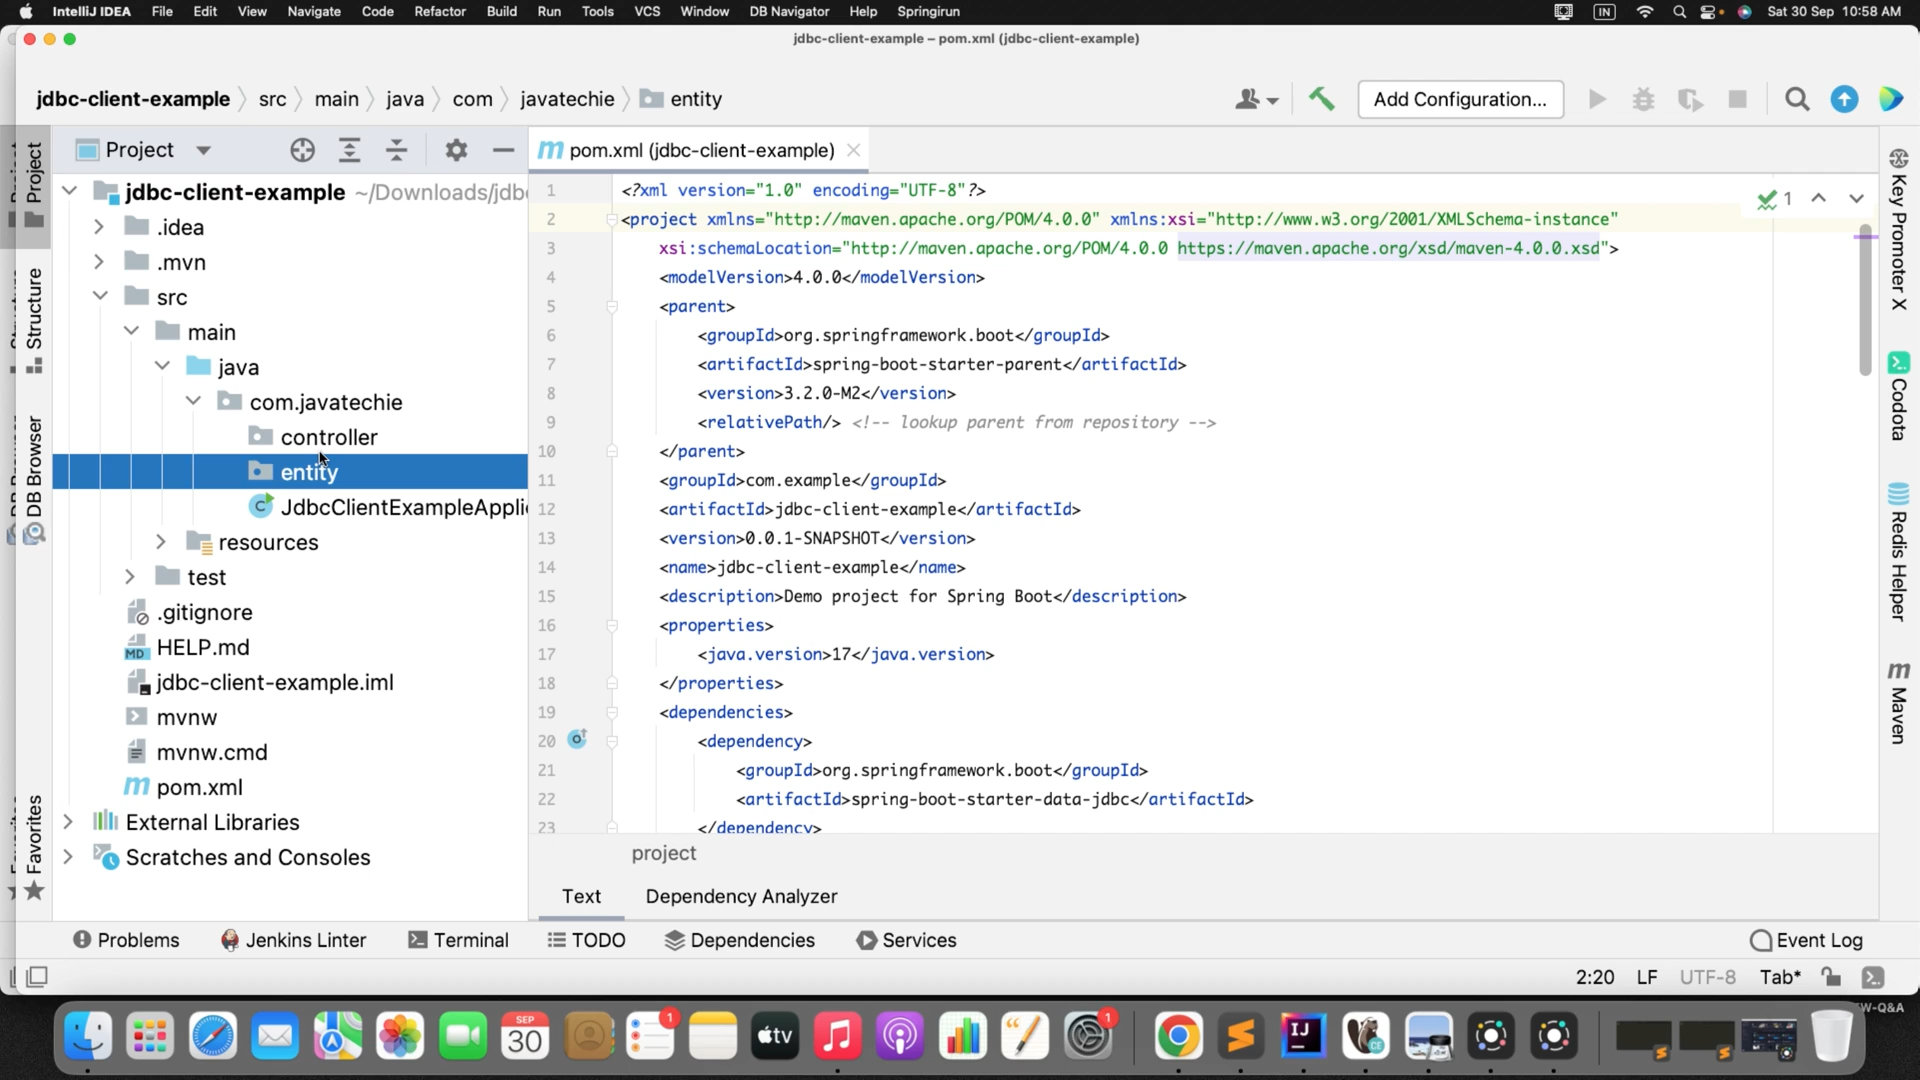 IntelliJ IDEA File Edit View Navigate Code Refactor Build Run Tools VCS Window DB Navigator Help Springirun IN Sat 30 Sep 10:58 AM
jdbc-client-example – pom.xml (jdbc-client-example)
jdbc-client-example src main java com javatechie entity Add Configuration...
Project
pom.xml (jdbc-client-example)
Project
Structure
DB Browser
Favorites
jdbc-client-example ~/Downloads/jdbc
.idea
.mvn
src
main
java
com.javatechie
controller
entity
JdbcClientExampleAppli
resources
test
.gitignore
HELP.md
jdbc-client-example.iml
mvnw
mvnw.cmd
pom.xml
External Libraries
Scratches and Consoles
1 <?xml version="1.0" encoding="UTF-8"?>
2 <project xmlns="http://maven.apache.org/POM/4.0.0" xmlns:xsi="http://www.w3.org/2001/XMLSchema-instance"
3 xsi:schemaLocation="http://maven.apache.org/POM/4.0.0 https://maven.apache.org/xsd/maven-4.0.0.xsd">
4 <modelVersion>4.0.0</modelVersion>
5 <parent>
6 <groupId>org.springframework.boot</groupId>
7 <artifactId>spring-boot-starter-parent</artifactId>
8 <version>3.2.0-M2</version>
9 <relativePath/> <!-- lookup parent from repository -->
10 </parent>
11 <groupId>com.example</groupId>
12 <artifactId>jdbc-client-example</artifactId>
13 <version>0.0.1-SNAPSHOT</version>
14 <name>jdbc-client-example</name>
15 <description>Demo project for Spring Boot</description>
16 <properties>
17 <java.version>17</java.version>
18 </properties>
19 <dependencies>
20 <dependency>
21 <groupId>org.springframework.boot</groupId>
22 <artifactId>spring-boot-starter-data-jdbc</artifactId>
23 </dependency>
1
Key Promoter X
Codota
Redis Helper
Maven
project
Text Dependency Analyzer
Problems Jenkins Linter Terminal TODO Dependencies Services Event Log
2:20 LF UTF-8 Tab*
W-Q&A
SEP
30
1
tv
1
IJ
CE